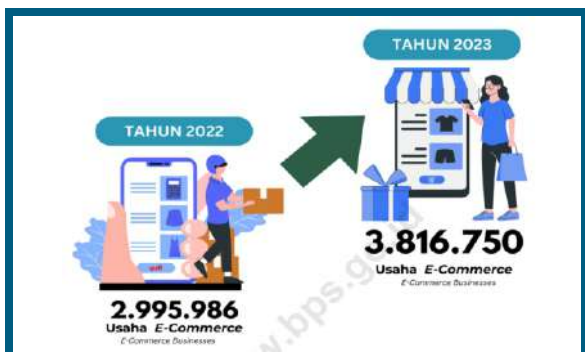 TAHUN 2023
TAHUN 2022
3.816.750
Usaha E-Commerce
E-Commerce Businesses
2.995.986
Usaha E-Commerce
E-Commerce Businesses